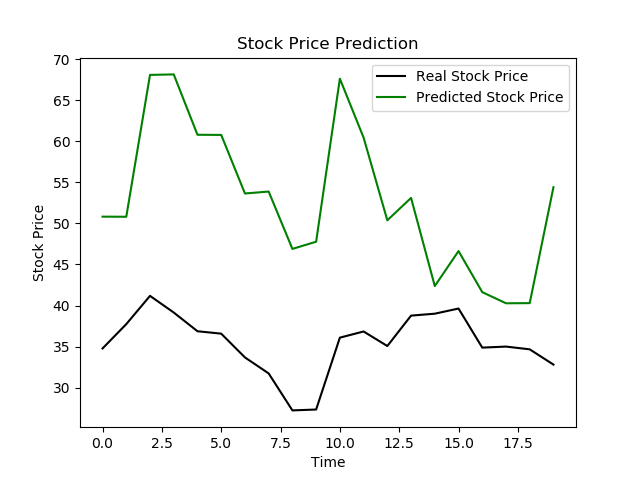 Stock Price Prediction
Real Stock Price
Predicted Stock Price
Stock Price
70
65
60
55
50
45
40
35
30
0.0 2.5 5.0 7.5 10.0 12.5 15.0 17.5
Time